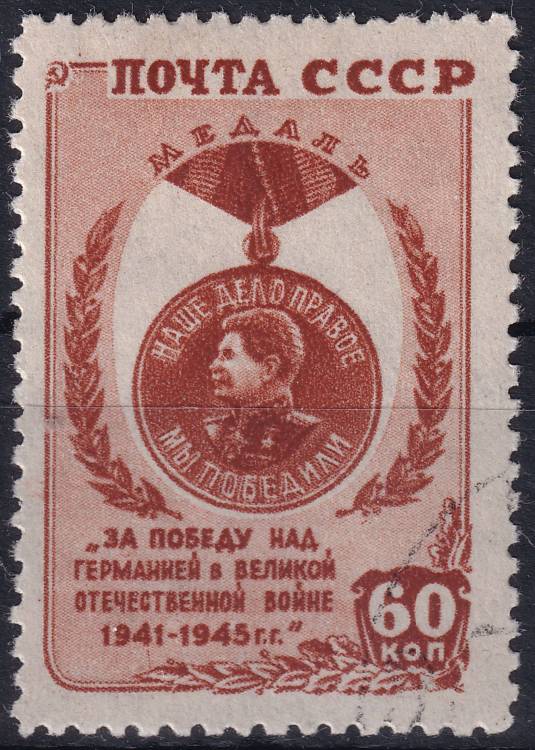 ПОЧТА СССР
МЕДАЛЬ
НАШЕ ДЕЛО ПРАВОЕ
МЫ ПОБЕДИЛИ
„ЗА ПОБЕДУ НАД
ГЕРМАНИЕЙ В ВЕЛИКОЙ
ОТЕЧЕСТВЕННОЙ ВОЙНЕ
1941-1945 г.г."
60
КОП